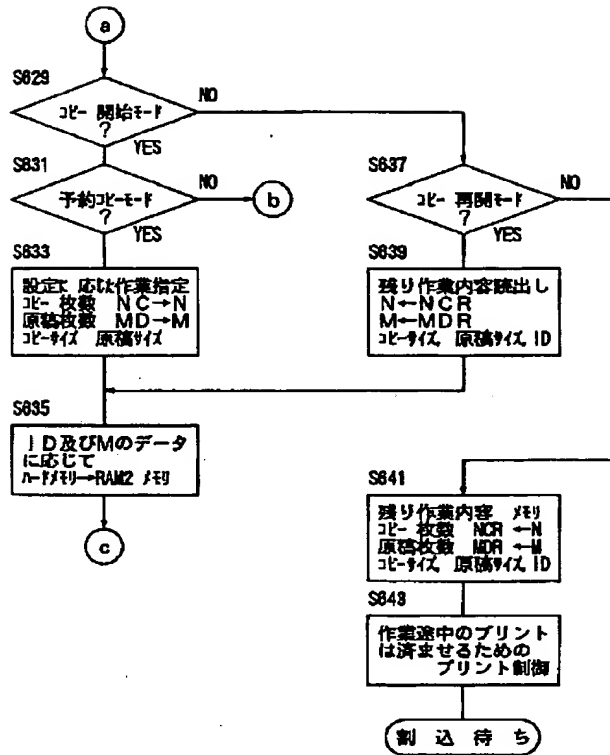 a
S629
コピー 開始モード
?
NO
YES
S631
予約コピーモード
?
NO
YES
b
S633
設定に 応じた作業指定
コピー 枚数 NC→N
原稿枚数 MD→M
コピーサイズ 原稿サイズ
S637
コピー 再開モード
?
NO
YES
S639
残り作業内容読出し
N←NCR
M←MDR
コピーサイズ, 原稿サイズ, ID
S635
ID及びMのデータ
に応じて
ハードメモリ→RAM2 メモリ
c
S641
残り作業内容 メモリ
コピー 枚数 NCR ←N
原稿枚数 MDR ←M
コピーサイズ, 原稿サイズ, ID
S643
作業途中のプリント
は済ませるための
プリント制御
割 込 待 ち